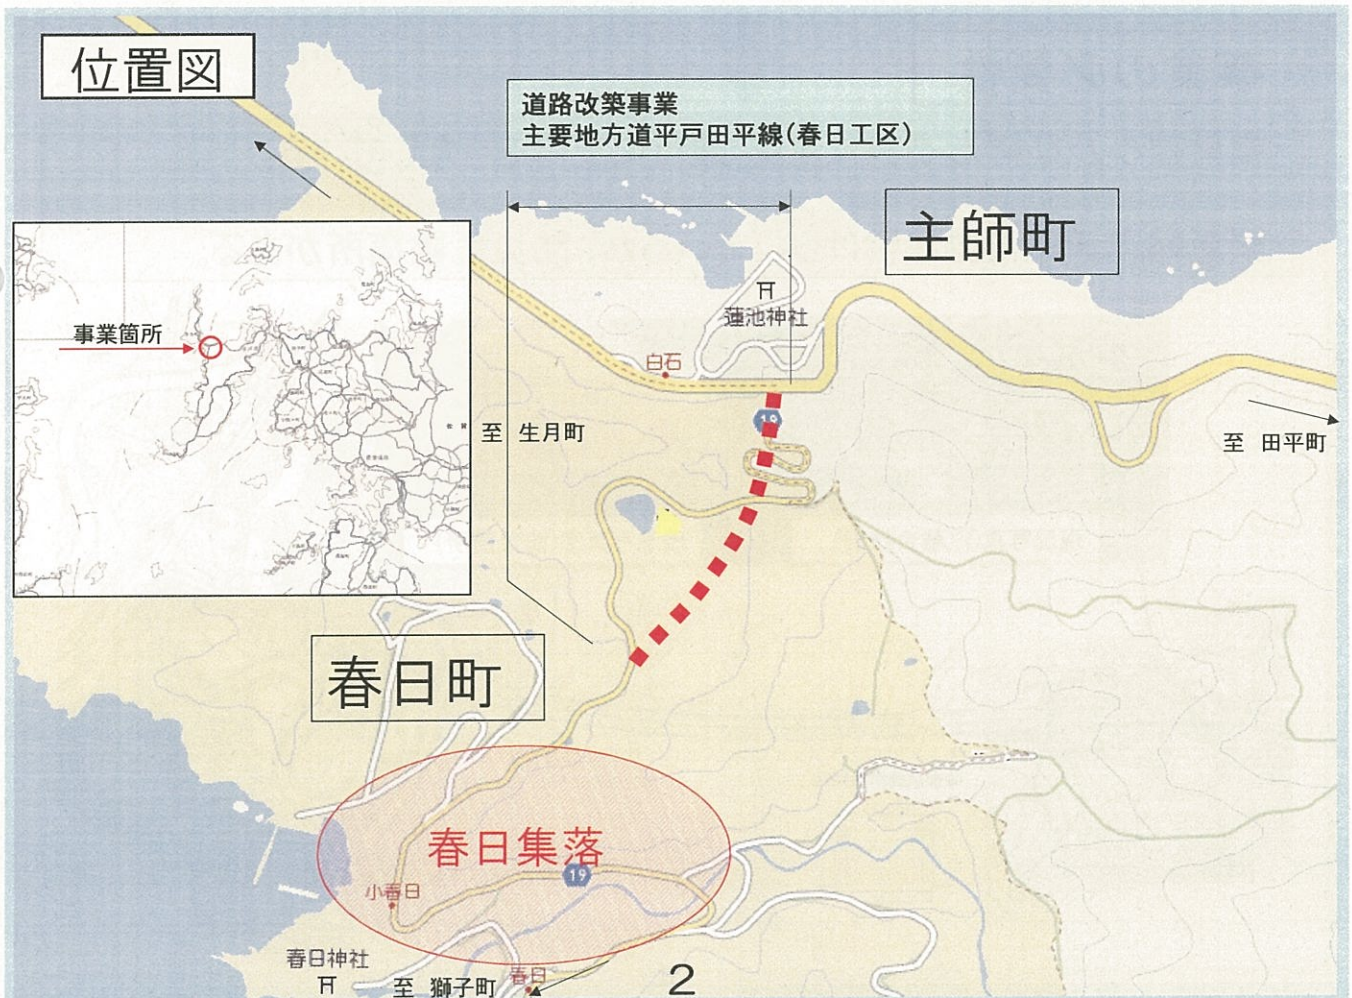 位置図
道路改築事業
主要地方道平戸田平線(春日工区)
主師町
蓮池神社
事業箇所
白石
19
至 生月町
至 田平町
春日町
春日集落
19
小春日
春日神社
至 獅子町
春日
2